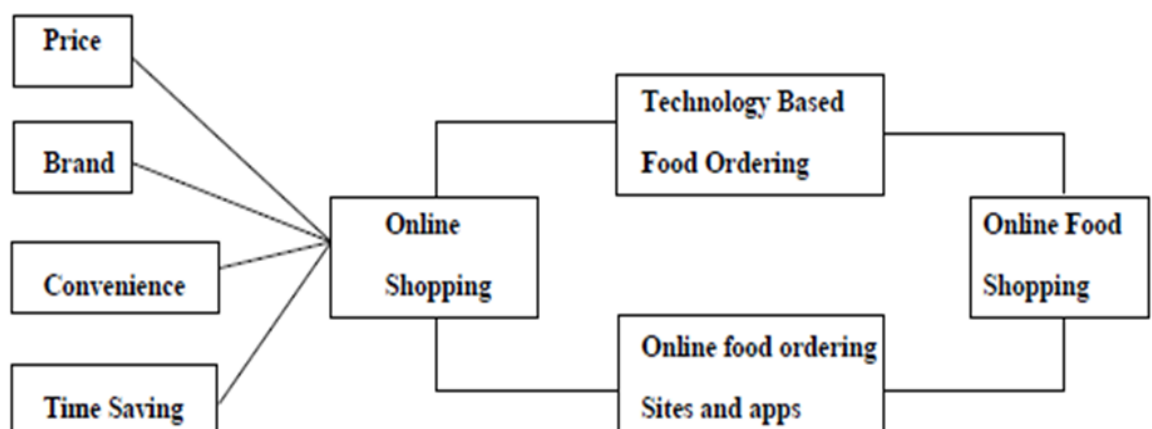 Price
Brand
Convenience
Time Saving
Online
Shopping
Technology Based
Food Ordering
Online food ordering
Sites and apps
Online Food
Shopping